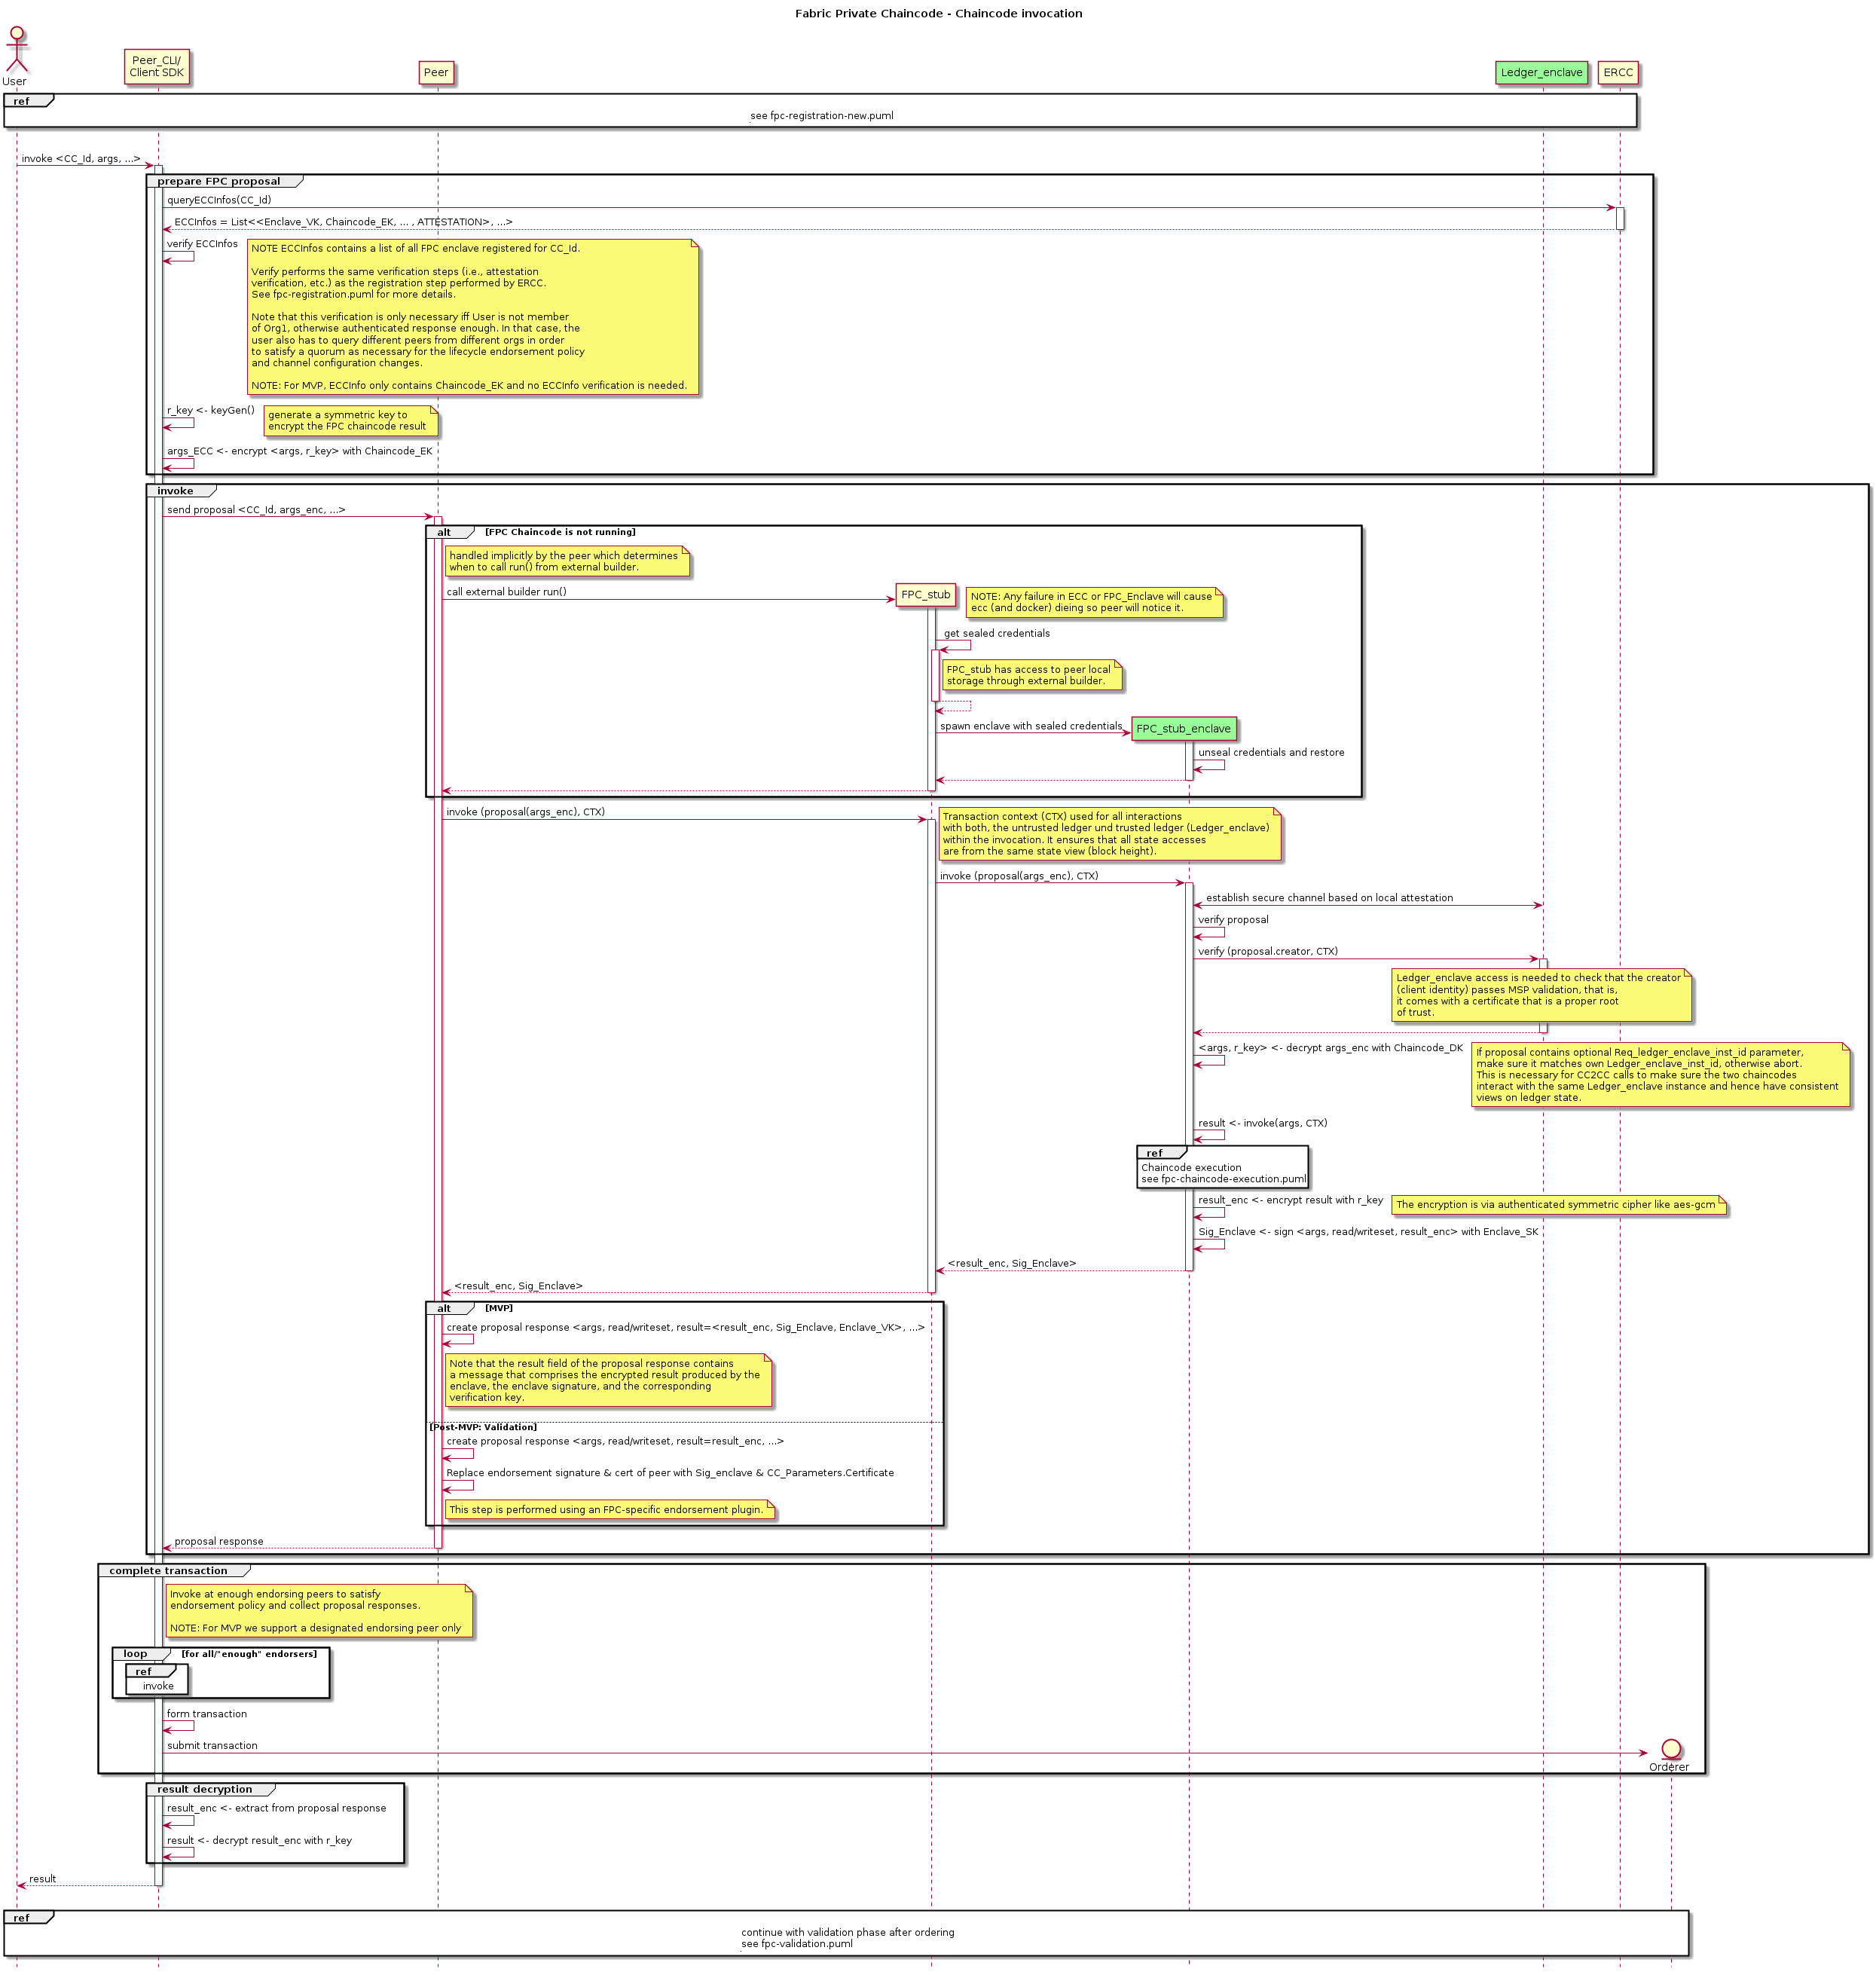 Fabric Private Chaincode - Chaincode invocation
User
Peer_CLI/
Client SDK
Peer
Ledger_enclave
ERCC
ref
see fpc-registration-new.puml
invoke <CC_Id, args, ...>
prepare FPC proposal
queryECCInfos(CC_Id)
ECCInfos = List<<Enclave_VK, Chaincode_EK, ... , ATTESTATION>, ...>
verify ECCInfos
NOTE ECCInfos contains a list of all FPC enclave registered for CC_Id.
Verify performs the same verification steps (i.e., attestation
verification, etc.) as the registration step performed by ERCC.
See fpc-registration.puml for more details.
Note that this verification is only necessary iff User is not member
of Org1, otherwise authenticated response enough. In that case, the
user also has to query different peers from different orgs in order
to satisfy a quorum as necessary for the lifecycle endorsement policy
and channel configuration changes.
NOTE: For MVP, ECCInfo only contains Chaincode_EK and no ECCInfo verification is needed.
r_key <- keyGen()
generate a symmetric key to
encrypt the FPC chaincode result
args_ECC <- encrypt <args, r_key> with Chaincode_EK
invoke
send proposal <CC_Id, args_enc, ...>
alt
[FPC Chaincode is not running]
handled implicitly by the peer which determines
when to call run() from external builder.
call external builder run()
FPC_stub
NOTE: Any failure in ECC or FPC_Enclave will cause
ecc (and docker) dieing so peer will notice it.
get sealed credentials
FPC_stub has access to peer local
storage through external builder.
spawn enclave with sealed credentials
FPC_stub_enclave
unseal credentials and restore
invoke (proposal(args_enc), CTX)
Transaction context (CTX) used for all interactions
with both, the untrusted ledger und trusted ledger (Ledger_enclave)
within the invocation. It ensures that all state accesses
are from the same state view (block height).
invoke (proposal(args_enc), CTX)
establish secure channel based on local attestation
verify proposal
verify (proposal.creator, CTX)
Ledger_enclave access is needed to check that the creator
(client identity) passes MSP validation, that is,
it comes with a certificate that is a proper root
of trust.
<args, r_key> <- decrypt args_enc with Chaincode_DK
If proposal contains optional Req_ledger_enclave_inst_id parameter,
make sure it matches own Ledger_enclave_inst_id, otherwise abort.
This is necessary for CC2CC calls to make sure the two chaincodes
interact with the same Ledger_enclave instance and hence have consistent
views on ledger state.
result <- invoke(args, CTX)
ref
Chaincode execution
see fpc-chaincode-execution.puml
result_enc <- encrypt result with r_key
The encryption is via authenticated symmetric cipher like aes-gcm
Sig_Enclave <- sign <args, read/writeset, result_enc> with Enclave_SK
<result_enc, Sig_Enclave>
<result_enc, Sig_Enclave>
alt
[MVP]
create proposal response <args, read/writeset, result=<result_enc, Sig_Enclave, Enclave_VK>, ...>
Note that the result field of the proposal response contains
a message that comprises the encrypted result produced by the
enclave, the enclave signature, and the corresponding
verification key.
[Post-MVP: Validation]
create proposal response <args, read/writeset, result=result_enc, ...>
Replace endorsement signature & cert of peer with Sig_enclave & CC_Parameters.Certificate
This step is performed using an FPC-specific endorsement plugin.
proposal response
complete transaction
Invoke at enough endorsing peers to satisfy
endorsement policy and collect proposal responses.
NOTE: For MVP we support a designated endorsing peer only
loop
[for all/"enough" endorsers]
ref
invoke
form transaction
submit transaction
Orderer
result decryption
result_enc <- extract from proposal response
result <- decrypt result_enc with r_key
result
ref
continue with validation phase after ordering
see fpc-validation.puml